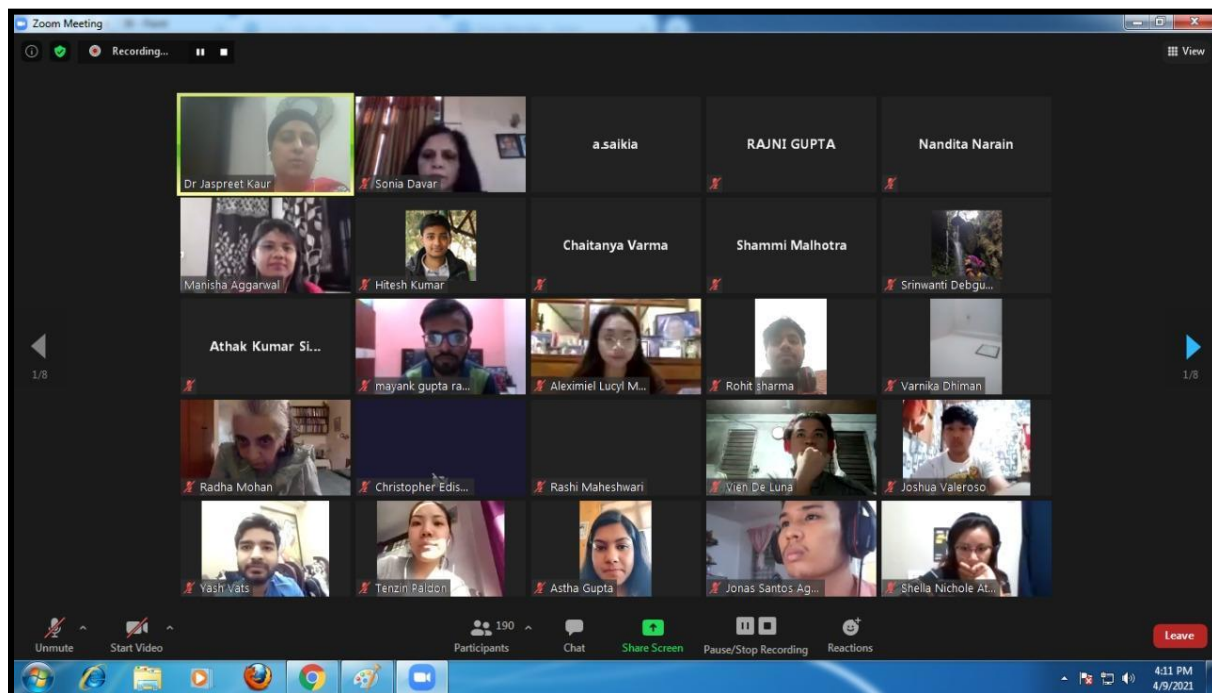 Zoom Meeting
Recording...
View
Dr Jaspreet Kaur
Sonia Davar
a.saikia
RAJNI GUPTA
Nandita Narain
Manisha Aggarwal
Hitesh Kumar
Chaitanya Varma
Shammi Malhotra
Srinwanti Debgu...
Athak Kumar Si...
mayank gupta ra...
Aleximiel Lucyl M...
Rohit sharma
Varnika Dhiman
1/8
1/8
Radha Mohan
Christopher Edis...
Rashi Maheshwari
Vien De Luna
Joshua Valeroso
Yash Vats
Tenzin Paldon
Astha Gupta
Jonas Santos Ag...
Shella Nichole At...
Unmute
Start Video
190
Participants
Chat
Share Screen
Pause/Stop Recording
Reactions
Leave
4:11 PM
4/9/2021